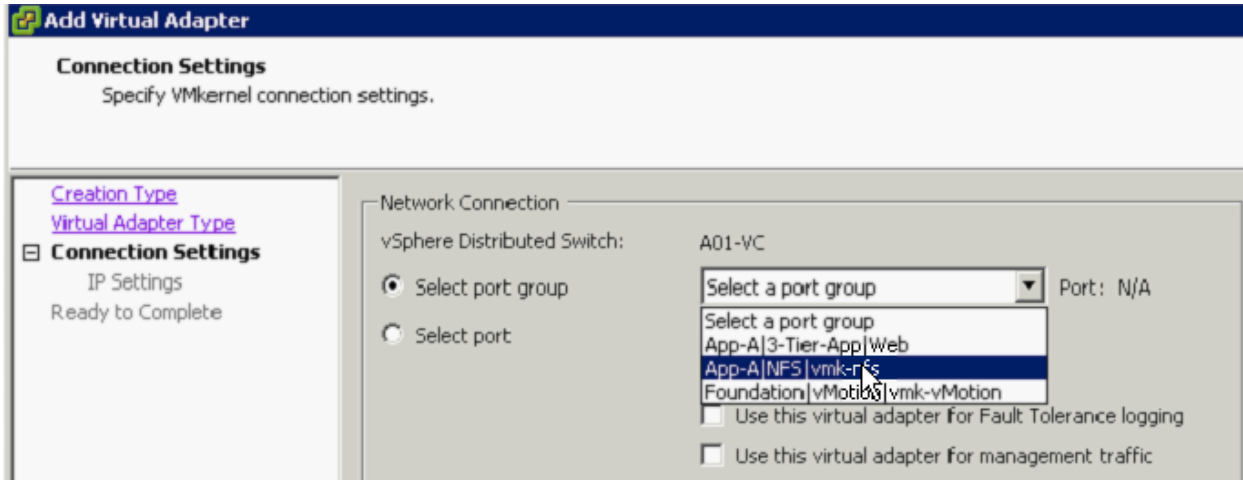 Add Virtual Adapter
Connection Settings
Specify VMkernel connection settings.
Creation Type
Virtual Adapter Type
Connection Settings
IP Settings
Ready to Complete
Network Connection
vSphere Distributed Switch: A01-VC
Select port group
Select a port group
Port: N/A
Select port
Select a port group
App-A|3-Tier-App|Web
App-A|NFS|vmk-nfs
Foundation|vMotion|vmk-vMotion
Use this virtual adapter for Fault Tolerance logging
Use this virtual adapter for management traffic